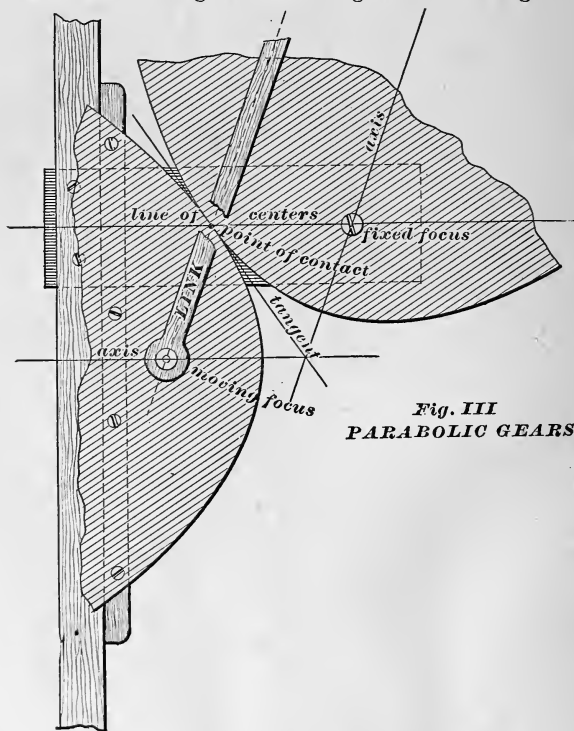 axis
line of centers
point of contact
fixed focus
LINK
tangent
axis
moving focus
Fig. III
PARABOLIC GEARS